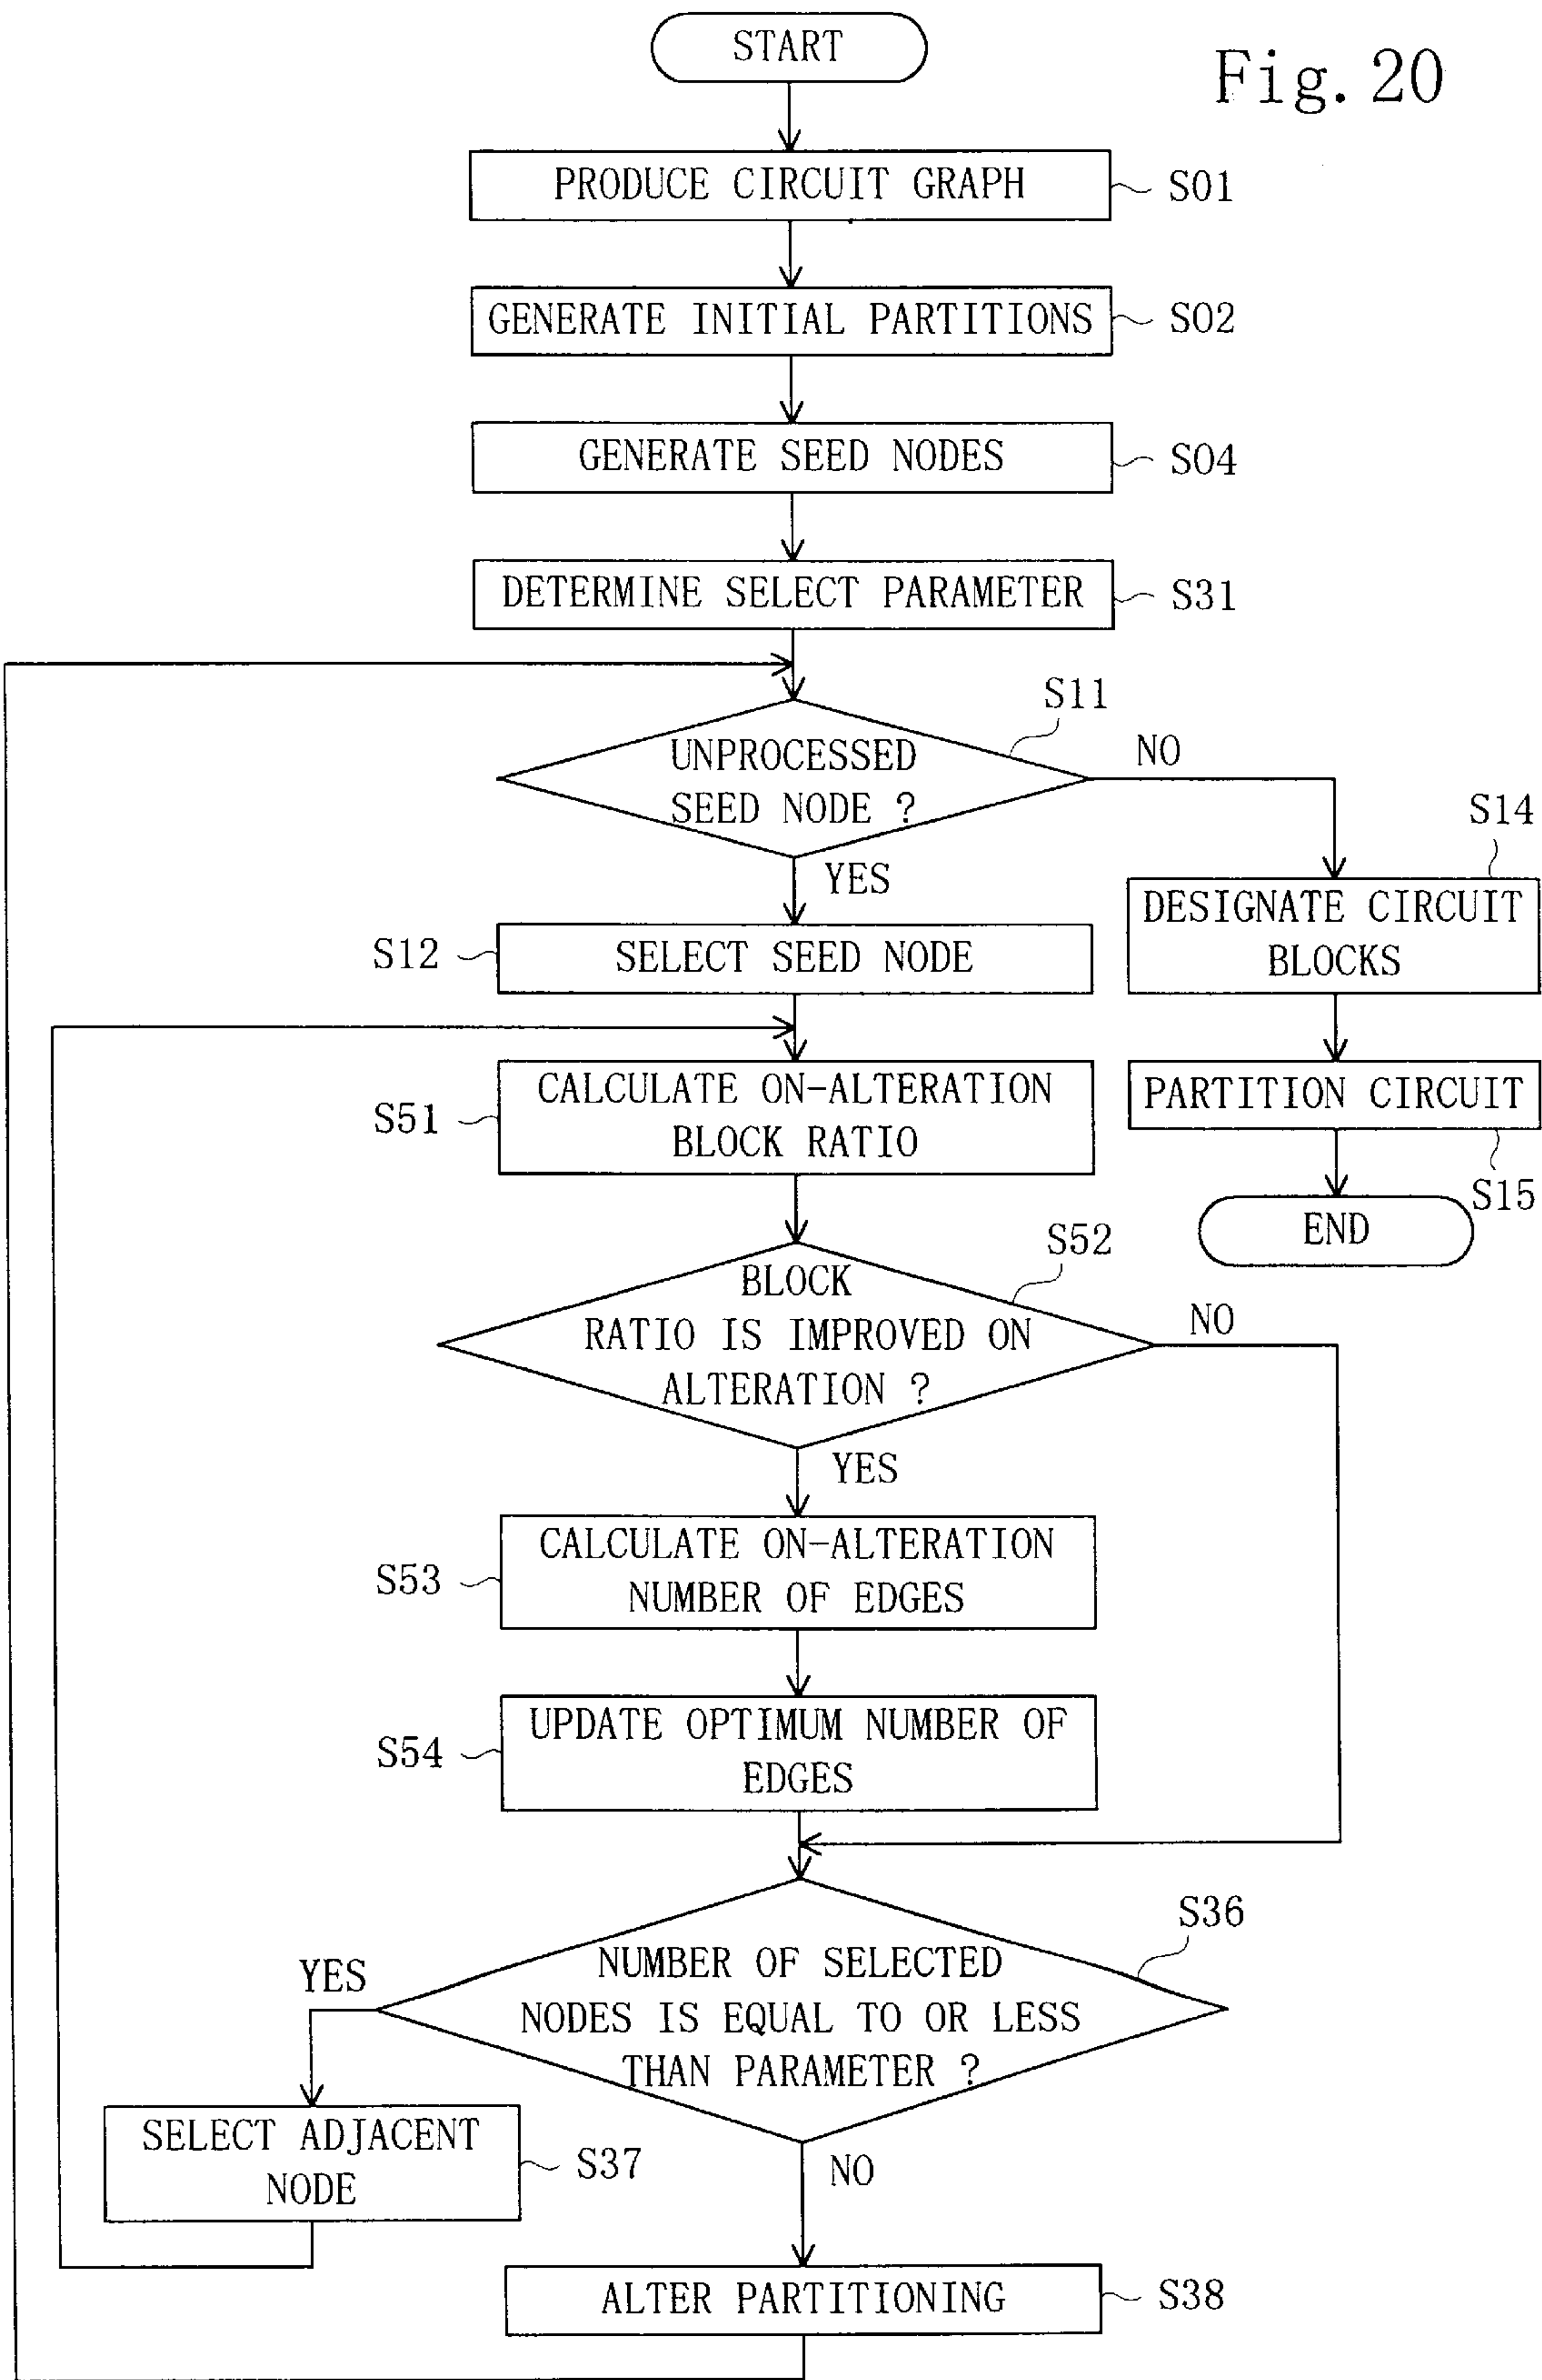 START
Fig. 20
PRODUCE CIRCUIT GRAPH
S01
GENERATE INITIAL PARTITIONS
S02
GENERATE SEED NODES
S04
DETERMINE SELECT PARAMETER
S31
S11
UNPROCESSED
SEED NODE ?
NO
YES
S14
DESIGNATE CIRCUIT
BLOCKS
S12
SELECT SEED NODE
S51
CALCULATE ON-ALTERATION
BLOCK RATIO
PARTITION CIRCUIT
S15
END
S52
BLOCK
RATIO IS IMPROVED ON
ALTERATION ?
NO
YES
S53
CALCULATE ON-ALTERATION
NUMBER OF EDGES
S54
UPDATE OPTIMUM NUMBER OF
EDGES
S36
NUMBER OF SELECTED
NODES IS EQUAL TO OR LESS
THAN PARAMETER ?
YES
NO
SELECT ADJACENT
NODE
S37
ALTER PARTITIONING
S38